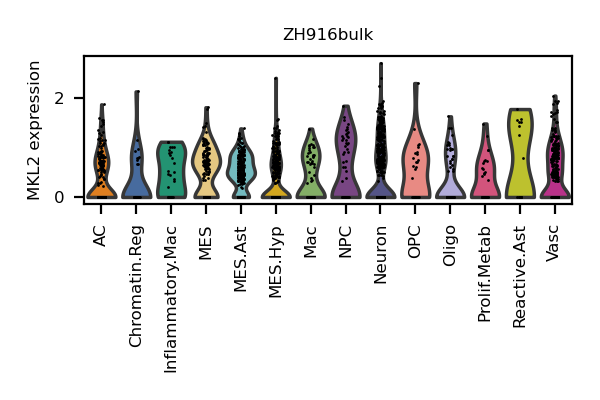 ZH916bulk
MKL2 expression
2
0
AC
Chromatin.Reg
Inflammatory.Mac
MES
MES.Ast
MES.Hyp
Mac
NPC
Neuron
OPC
Oligo
Prolif.Metab
Reactive.Ast
Vasc